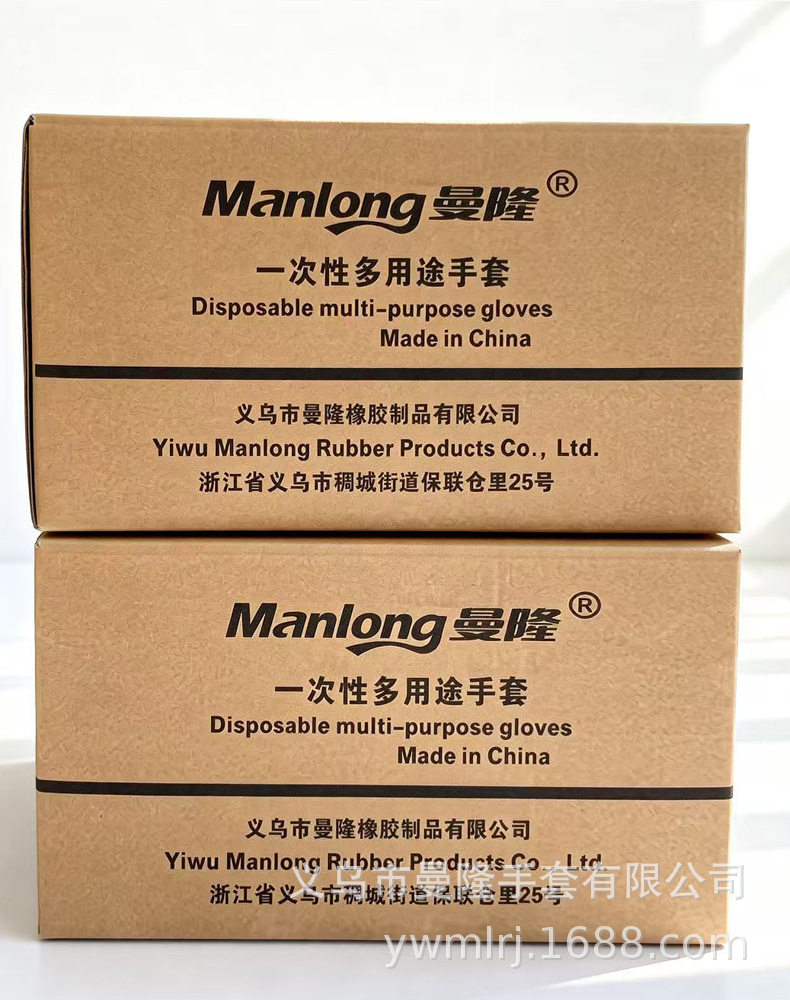 Manlong曼隆®
一次性多用途手套
Disposable multi-purpose gloves
Made in China
义乌市曼隆橡胶制品有限公司
Yiwu Manlong Rubber Products Co., Ltd.
浙江省义乌市稠城街道保联仓里25号
Manlong曼隆®
一次性多用途手套
Disposable multi-purpose gloves
Made in China
义乌市曼隆橡胶制品有限公司
Yiwu Manlong Rubber Products Co., Ltd.
义乌市曼隆手套有限公司
浙江省义乌市稠城街道保联仓里25号
ywmlrj.1688.com